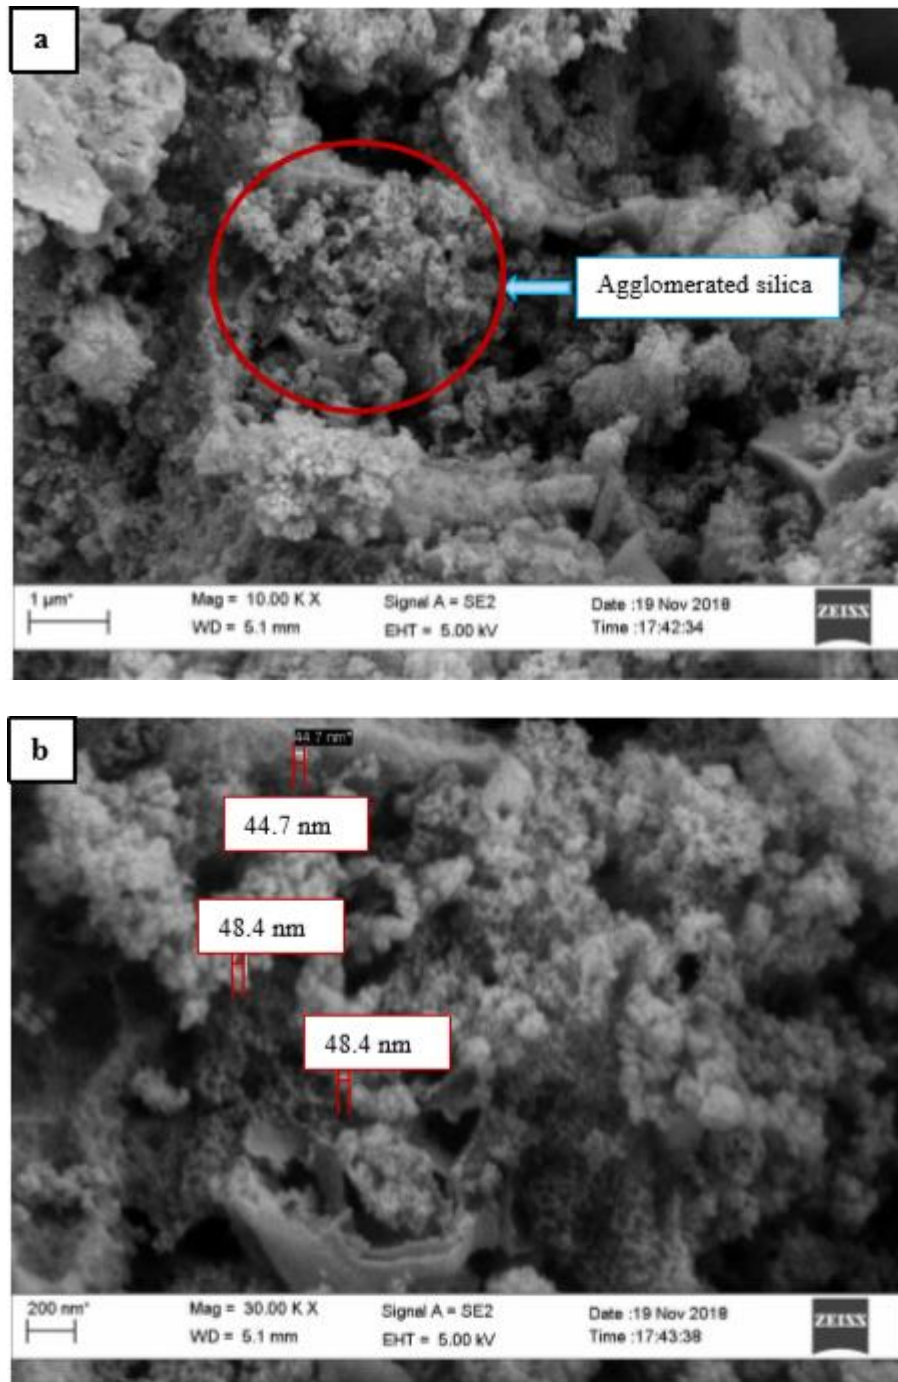 a
Agglomerated silica
1 µm*
Mag = 10.00 K X
Signal A = SE2
Date :19 Nov 2018
ZEISS
WD = 5.1 mm
EHT = 5.00 kV
Time :17:42:34
b
44.7 nm*
44.7 nm
48.4 nm
48.4 nm
200 nm*
Mag = 30.00 K X
Signal A = SE2
Date :19 Nov 2018
ZEISS
WD = 5.1 mm
EHT = 5.00 kV
Time :17:43:38